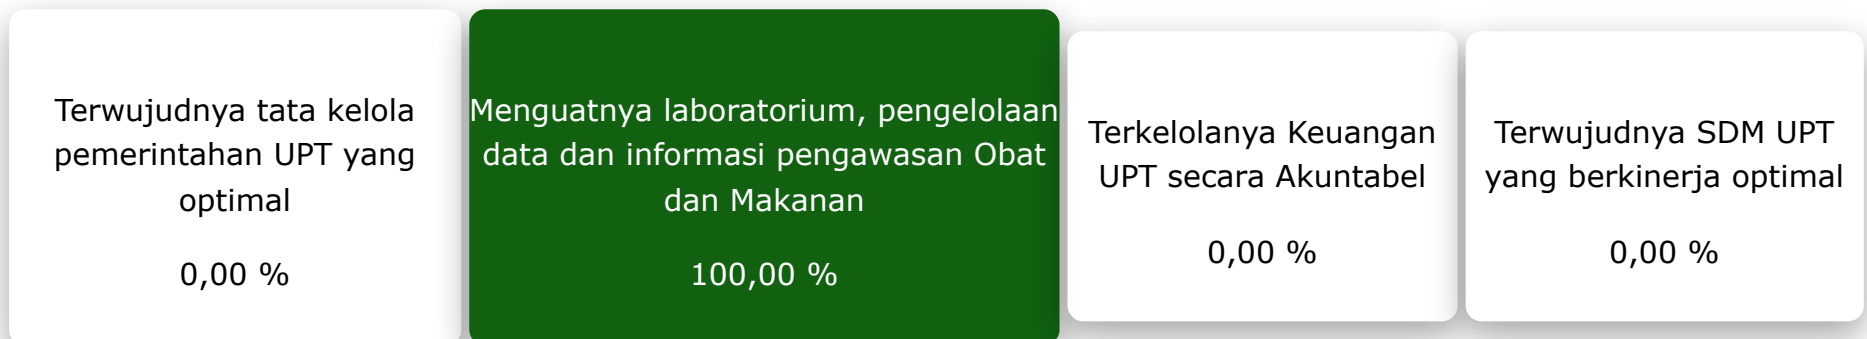 Terwujudnya tata kelola
pemerintahan UPT yang
optimal
0,00 %
Menguatnya laboratorium, pengelolaan
data dan informasi pengawasan Obat
dan Makanan
100,00 %
Terkelolanya Keuangan
UPT secara Akuntabel
0,00 %
Terwujudnya SDM UPT
yang berkinerja optimal
0,00 %